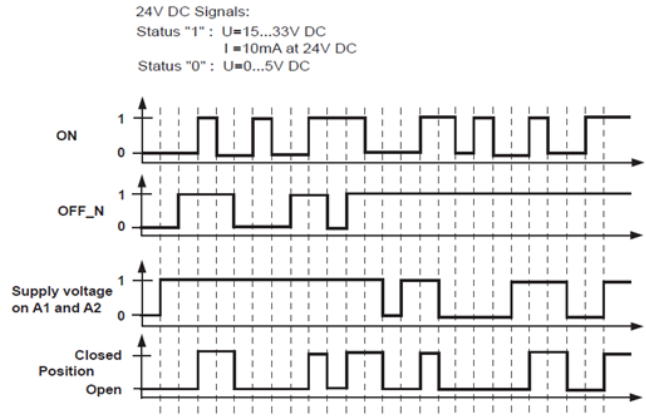 24V DC Signals:
Status "1" : U=15...33V DC
I =10mA at 24V DC
Status "0" : U=0...5V DC
1
ON
0
1
OFF_N
0
1
Supply voltage
on A1 and A2
0
Closed
Position
Open